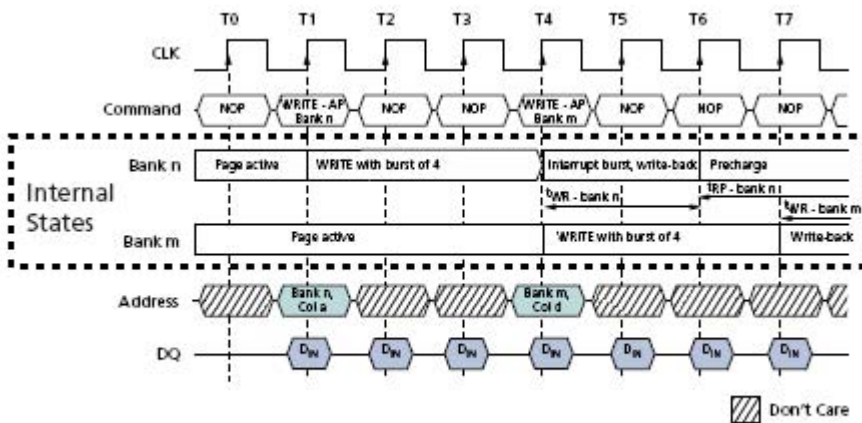 T0 T1 T2 T3 T4 T5 T6 T7
CLK
Command NOP WRITE - AP Bank n NOP NOP WRITE - AP Bank m NOP NOP NOP
Internal States
Bank n Page active WRITE with burst of 4 Interrupt burst, write-back Precharge
tWR - bank n tRP - bank n
tWR - bank m
Bank m Page active WRITE with burst of 4 Write-back
Address Bank n, Col a Bank m, Col d
DQ DIN DIN DIN DIN DIN DIN DIN
Don't Care